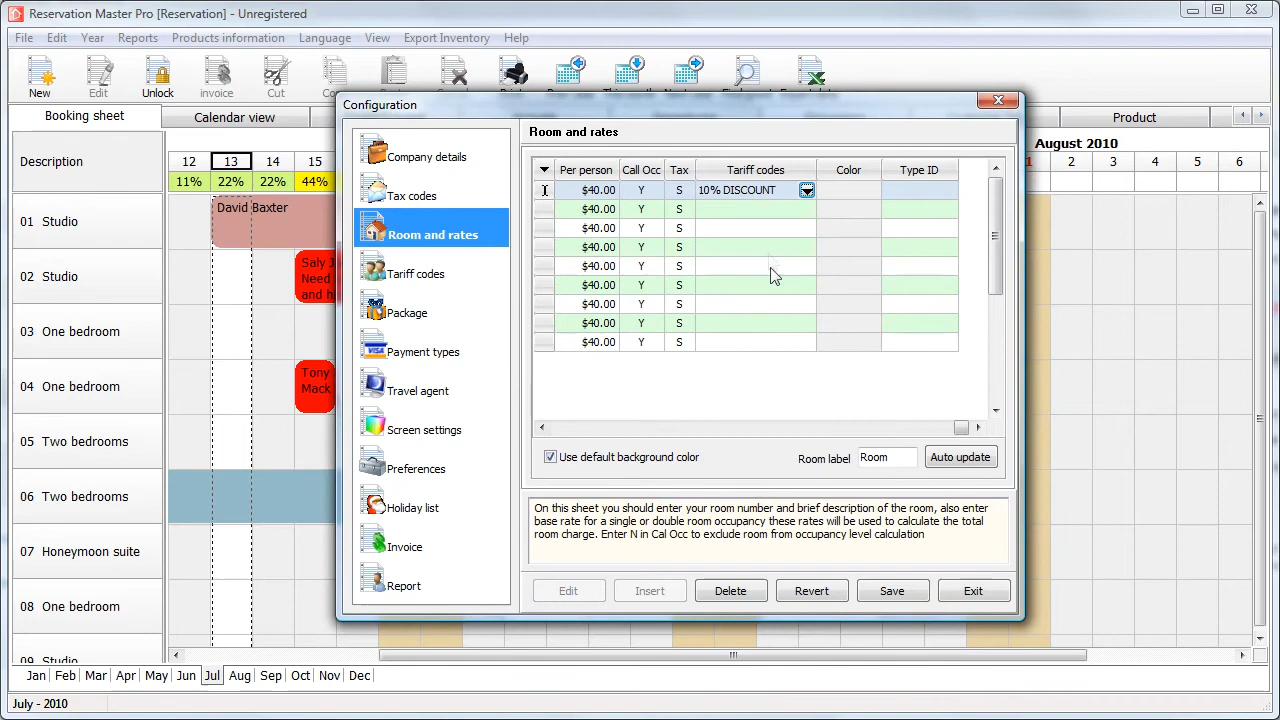 Reservation Master Pro [Reservation] - Unregistered
File Edit Year Reports Products information Language View Export Inventory Help
New Edit Unlock invoice Cut
Configuration
Booking sheet Calendar view Product
Description
12 13 14 15
11% 22% 22% 44%
August 2010
1 2 3 4 5 6
01 Studio
David Baxter
02 Studio
Saly J
Need
and hi
03 One bedroom
04 One bedroom
Tony
Mack
05 Two bedrooms
06 Two bedrooms
07 Honeymoon suite
08 One bedroom
09 Studio
Company details
Tax codes
Room and rates
Tariff codes
Package
Payment types
Travel agent
Screen settings
Preferences
Holiday list
Invoice
Report
Room and rates
Per person Call Occ Tax Tariff codes Color Type ID
$40.00 Y S 10% DISCOUNT
$40.00 Y S
$40.00 Y S
$40.00 Y S
$40.00 Y S
$40.00 Y S
$40.00 Y S
$40.00 Y S
$40.00 Y S
Use default background color Room label Room Auto update
On this sheet you should enter your room number and brief description of the room, also enter
base rate for a single or double room occupancy these rates will be used to calculate the total
room charge. Enter N in Cal Occ to exclude room from occupancy level calculation
Edit Insert Delete Revert Save Exit
Jan Feb Mar Apr May Jun Jul Aug Sep Oct Nov Dec
July - 2010